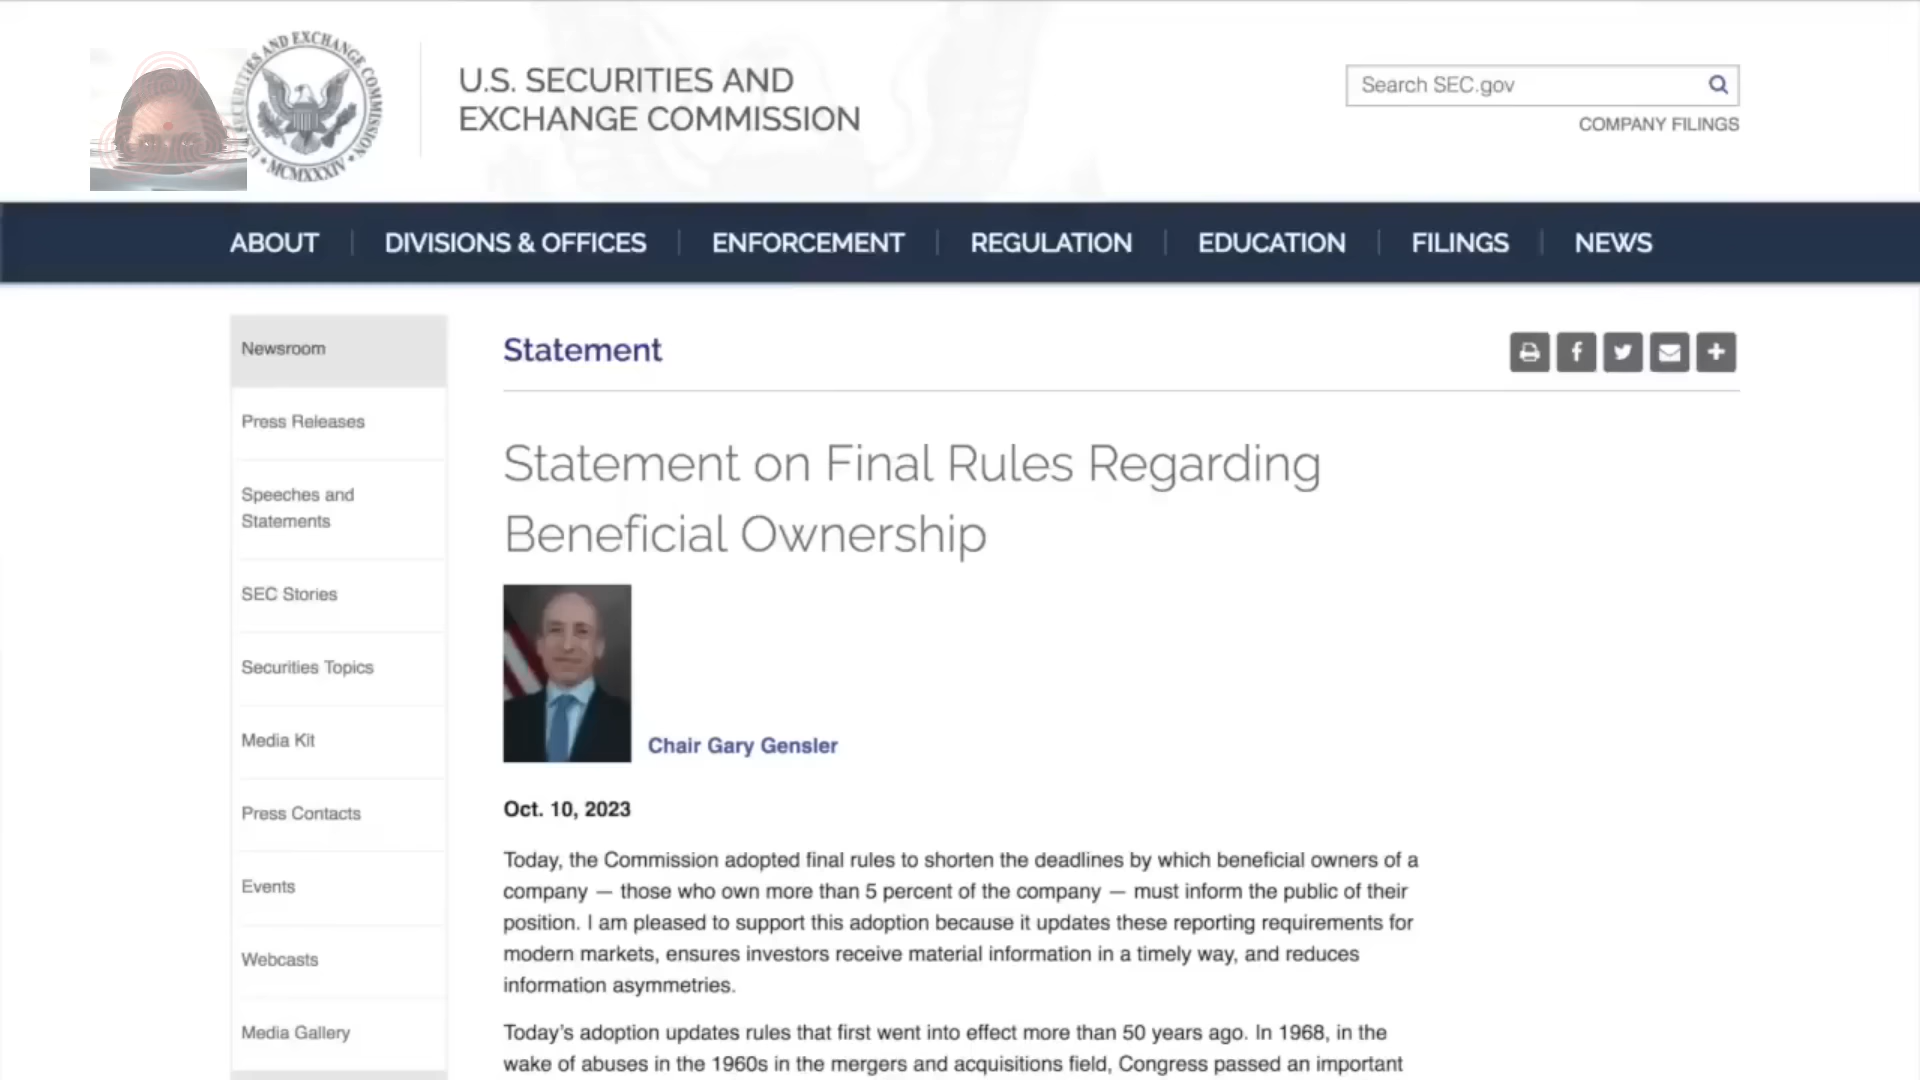 U.S. SECURITIES AND EXCHANGE COMMISSION
MCMXXXIV
U.S. SECURITIES AND
EXCHANGE COMMISSION
Search SEC.gov
COMPANY FILINGS
ABOUT
DIVISIONS & OFFICES
ENFORCEMENT
REGULATION
EDUCATION
FILINGS
NEWS
Newsroom
Press Releases
Speeches and
Statements
SEC Stories
Securities Topics
Media Kit
Press Contacts
Events
Webcasts
Media Gallery
Statement
Statement on Final Rules Regarding
Beneficial Ownership
Chair Gary Gensler
Oct. 10, 2023
Today, the Commission adopted final rules to shorten the deadlines by which beneficial owners of a
company — those who own more than 5 percent of the company — must inform the public of their
position. I am pleased to support this adoption because it updates these reporting requirements for
modern markets, ensures investors receive material information in a timely way, and reduces
information asymmetries.
Today’s adoption updates rules that first went into effect more than 50 years ago. In 1968, in the
wake of abuses in the 1960s in the mergers and acquisitions field, Congress passed an important